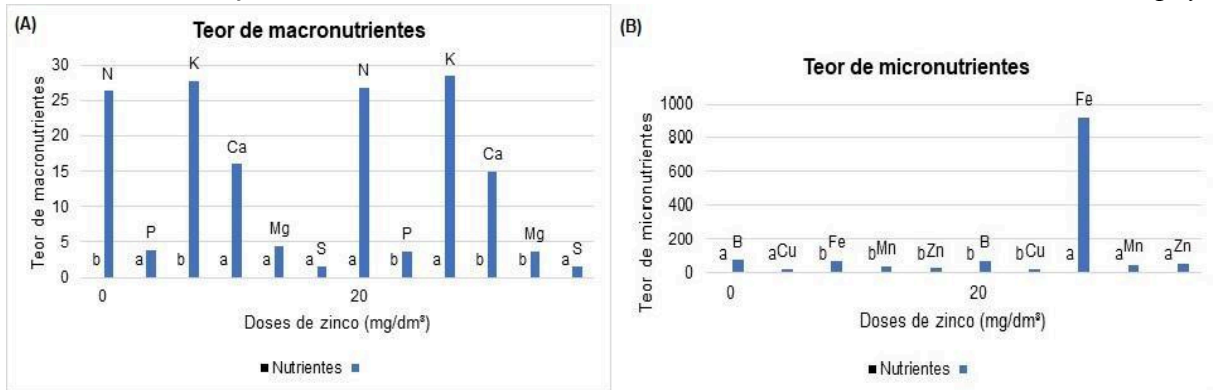 (A)
Teor de macronutrientes
Teor de macronutrientes
30
25
20
15
10
5
0
N K N K
Ca Ca
P Mg S P Mg S
b a b a a a a b a b b a
0 20
Doses de zinco (mg/dm³)
Nutrientes
(B)
Teor de micronutrientes
Teor de micronutrientes
1000
800
600
400
200
0
Fe
B Cu Fe Mn Zn B Cu Mn Zn
a a b b b b b a a a
0 20
Doses de zinco (mg/dm³)
Nutrientes